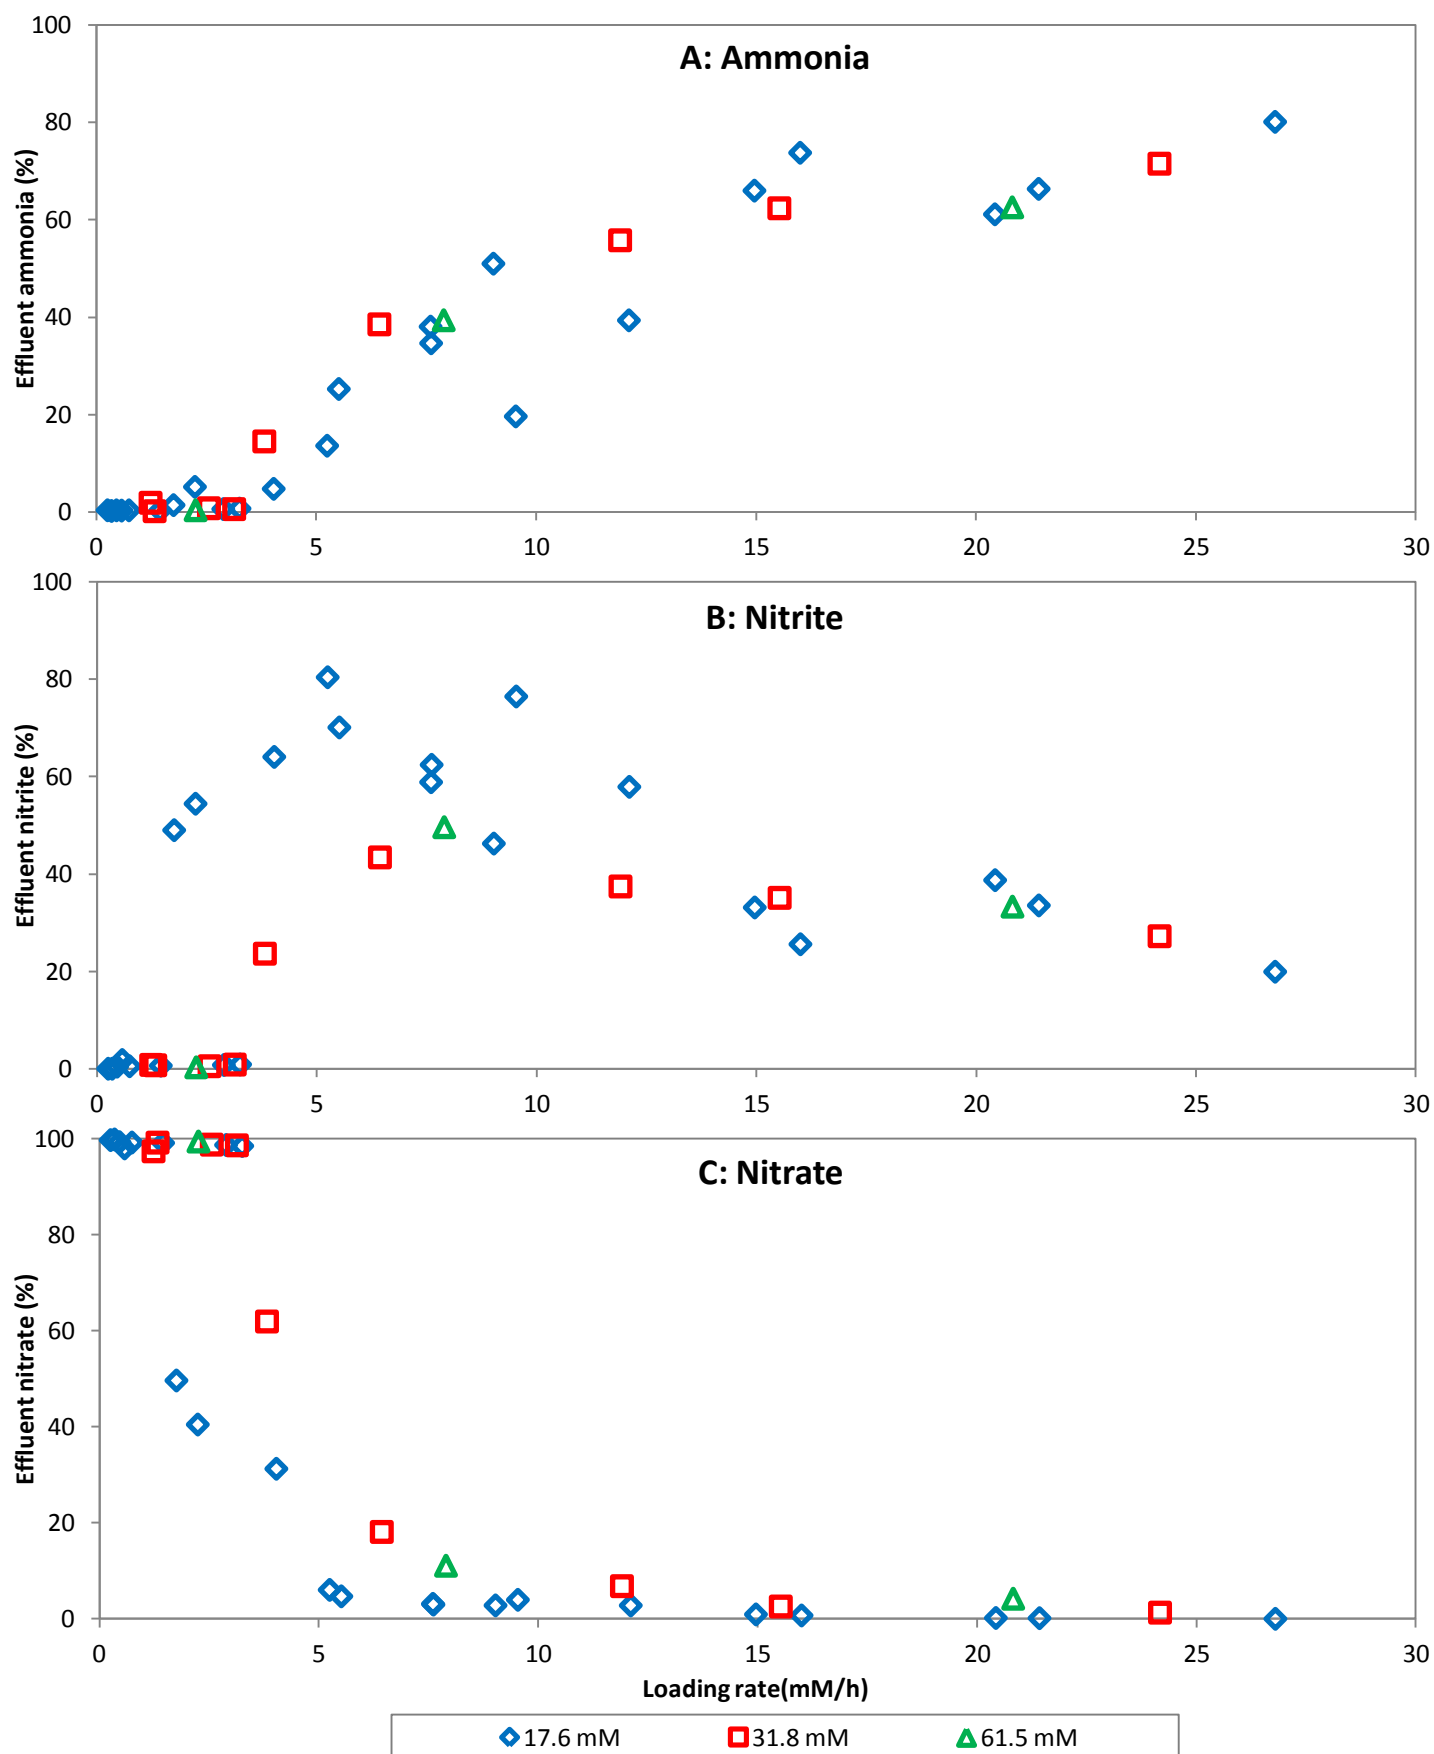 A: Ammonia
Effluent ammonia (%)
100
80
60
40
20
0
0 5 10 15 20 25 30
B: Nitrite
Effluent nitrite (%)
100
80
60
40
20
0
0 5 10 15 20 25 30
C: Nitrate
Effluent nitrate (%)
100
80
60
40
20
0
0 5 10 15 20 25 30
Loading rate(mM/h)
17.6 mM 31.8 mM 61.5 mM